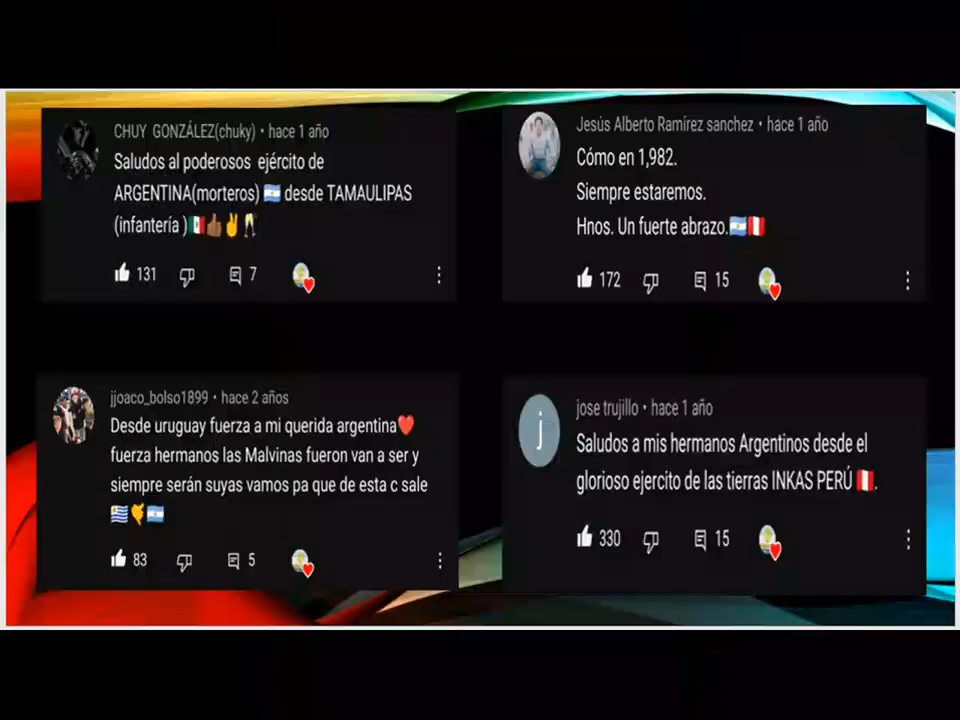 CHUY GONZÁLEZ(chuky) • hace 1 año
Saludos al poderosos ejército de
ARGENTINA(morteros) 🇦🇷 desde TAMAULIPAS
(infantería )🇲🇽👍🏾✌️🥂
131 7
Jesús Alberto Ramírez sanchez • hace 1 año
Cómo en 1,982.
Siempre estaremos.
Hnos. Un fuerte abrazo.🇦🇷🇵🇪
172 15
jjoaco_bolso1899 • hace 2 años
Desde uruguay fuerza a mi querida argentina❤️
fuerza hermanos las Malvinas fueron van a ser y
siempre serán suyas vamos pa que de esta c sale
🇺🇾🤙🇦🇷
83 5
j
jose trujillo • hace 1 año
Saludos a mis hermanos Argentinos desde el
glorioso ejercito de las tierras INKAS PERÚ 🇵🇪.
330 15